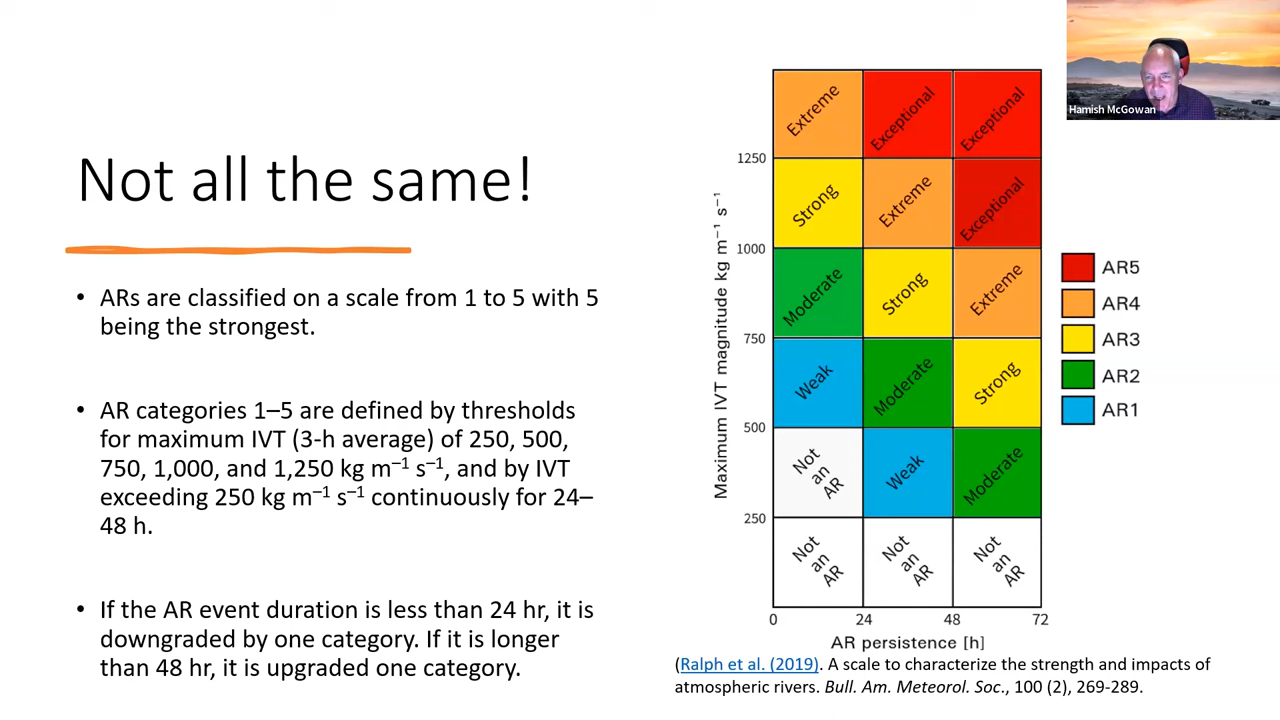 Not all the same!
• ARs are classified on a scale from 1 to 5 with 5
being the strongest.
• AR categories 1–5 are defined by thresholds
for maximum IVT (3-h average) of 250, 500,
750, 1,000, and 1,250 kg m⁻¹ s⁻¹, and by IVT
exceeding 250 kg m⁻¹ s⁻¹ continuously for 24–
48 h.
• If the AR event duration is less than 24 hr, it is
downgraded by one category. If it is longer
than 48 hr, it is upgraded one category.
Maximum IVT magnitude kg m⁻¹ s⁻¹
Extreme Exceptional Exceptional
1250
Strong Extreme Exceptional
1000
Moderate Strong Extreme
750
Weak Moderate Strong
500
Not an AR Weak Moderate
250
Not an AR Not an AR Not an AR
0 24 48 72
AR persistence [h]
AR5
AR4
AR3
AR2
AR1
(Ralph et al. (2019). A scale to characterize the strength and impacts of
atmospheric rivers. Bull. Am. Meteorol. Soc., 100 (2), 269-289.
Hamish McGowan